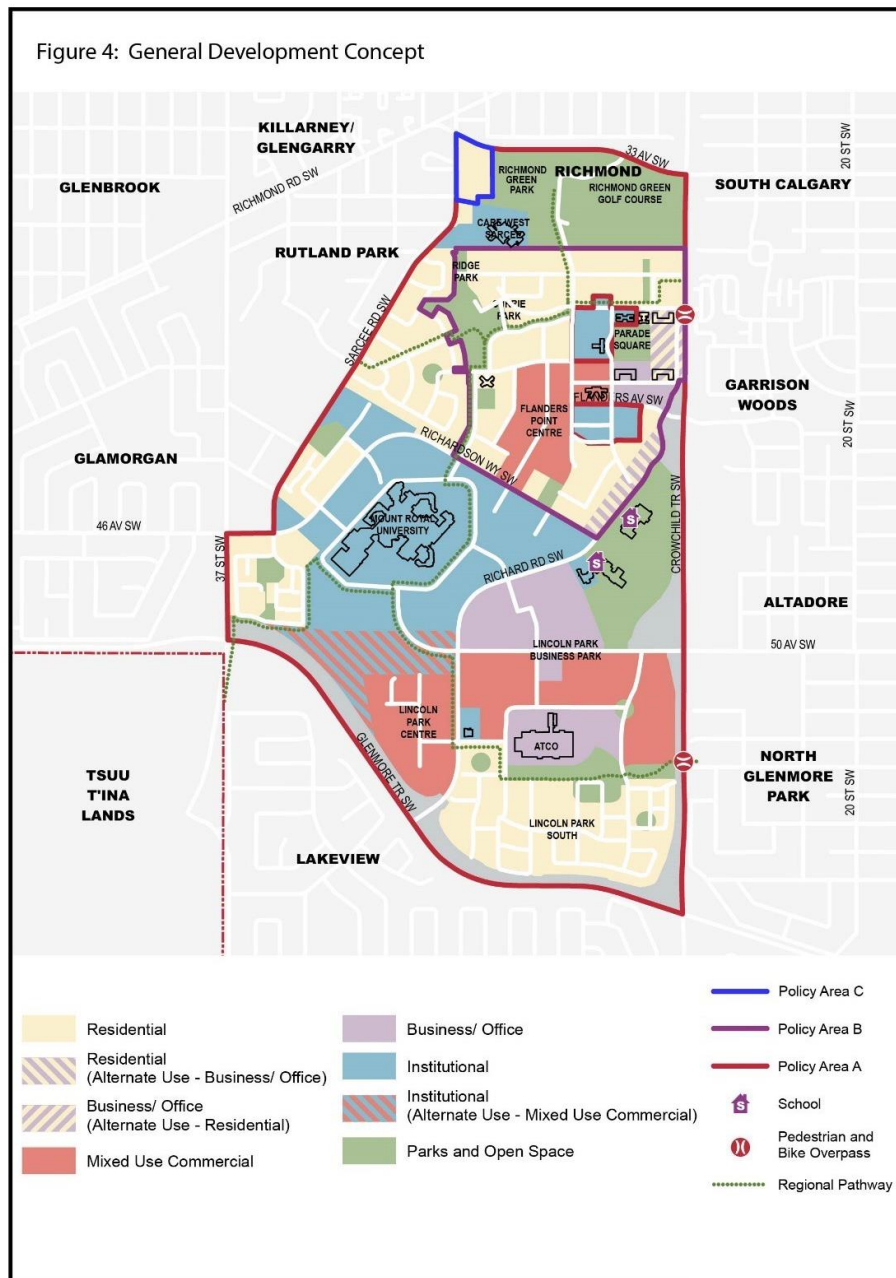 Figure 4: General Development Concept
KILLARNEY/
GLENGARRY
33 AV SW
20 ST SW
RICHMOND
GLENBROOK
RICHMOND RD SW
RICHMOND
GREEN
PARK
RICHMOND GREEN
GOLF COURSE
SOUTH CALGARY
CARE WEST
SARCEE
RUTLAND PARK
RIDGE
PARK
PARK
PARADE
SQUARE
SARCEE RD SW
GARRISON
WOODS
FLANDERS AV SW
FLANDERS
POINT
CENTRE
20 ST SW
GLAMORGAN
RICHARDSON WY SW
46 AV SW
MOUNT ROYAL
UNIVERSITY
S
37 ST SW
RICHARD RD SW
S
CROWCHILD TR SW
ALTADORE
LINCOLN PARK
BUSINESS PARK
50 AV SW
LINCOLN
PARK
CENTRE
ATCO
GLENMORE TR SW
NORTH
GLENMORE
PARK
20 ST SW
TSUU
T'INA
LANDS
LINCOLN PARK
SOUTH
LAKEVIEW
Residential
Residential
(Alternate Use - Business/ Office)
Business/ Office
(Alternate Use - Residential)
Mixed Use Commercial
Business/ Office
Institutional
Institutional
(Alternate Use - Mixed Use Commercial)
Parks and Open Space
Policy Area C
Policy Area B
Policy Area A
S
School
Pedestrian and
Bike Overpass
Regional Pathway